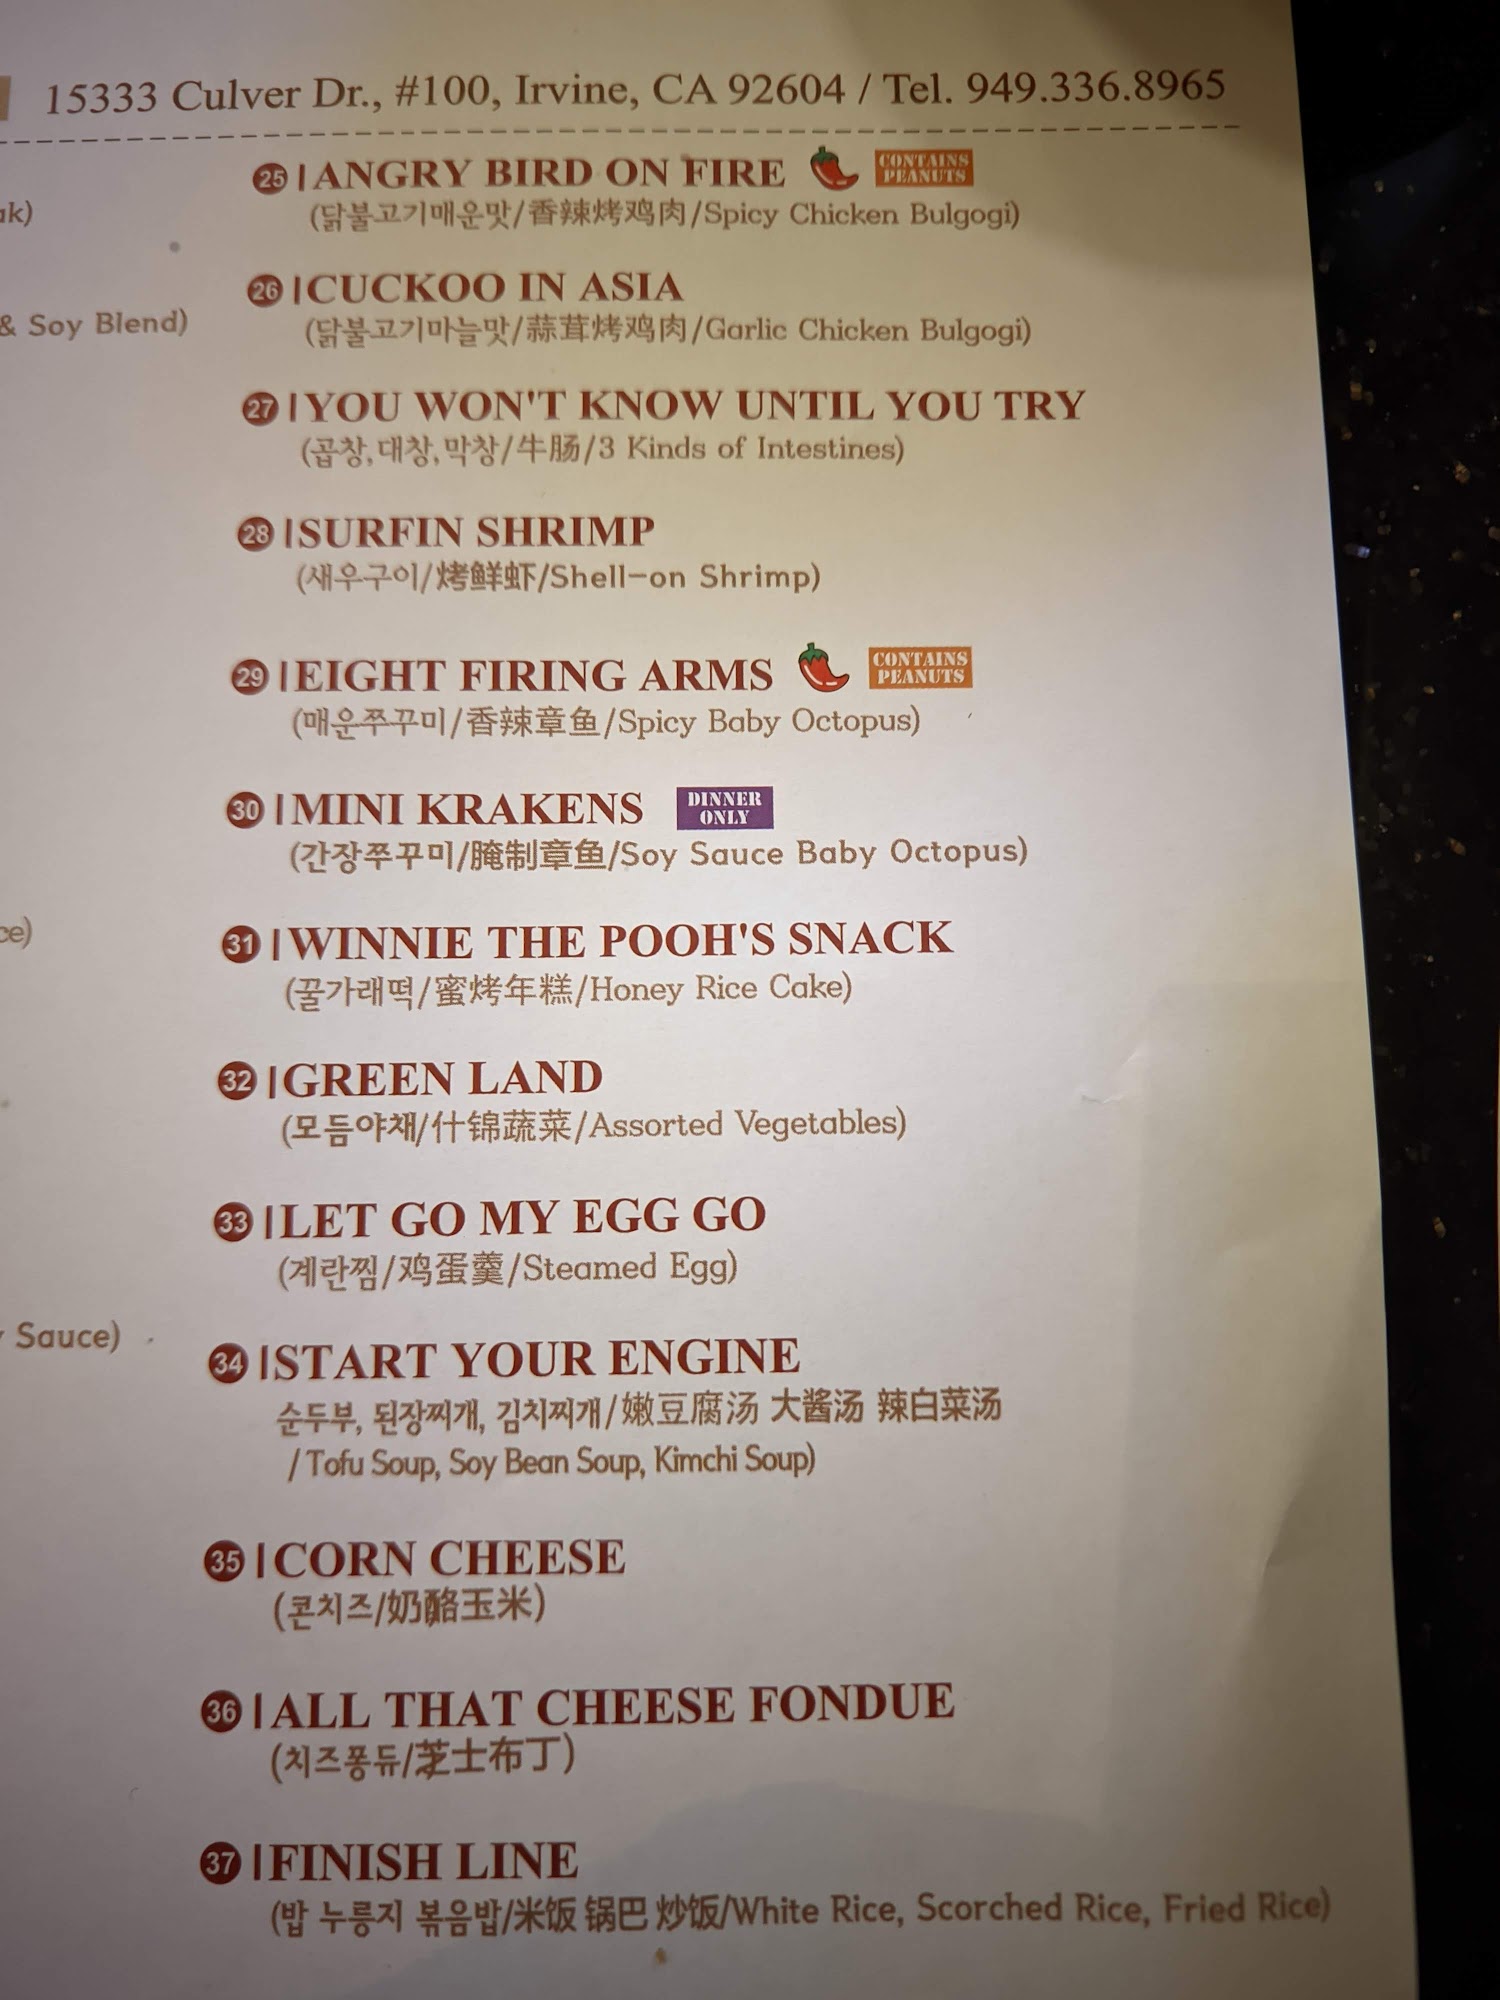 15333 Culver Dr., #100, Irvine, CA 92604 / Tel. 949.336.8965
25 | ANGRY BIRD ON FIRE CONTAINS PEANUTS
(닭불고기매운맛/香辣烤鸡肉/Spicy Chicken Bulgogi)
26 | CUCKOO IN ASIA
(닭불고기마늘맛/蒜茸烤鸡肉/Garlic Chicken Bulgogi)
& Soy Blend)
27 | YOU WON'T KNOW UNTIL YOU TRY
(곱창,대창,막창/牛肠/3 Kinds of Intestines)
28 | SURFIN SHRIMP
(새우구이/烤鲜虾/Shell-on Shrimp)
29 | EIGHT FIRING ARMS CONTAINS PEANUTS
(매운쭈꾸미/香辣章鱼/Spicy Baby Octopus)
30 | MINI KRAKENS DINNER ONLY
(간장쭈꾸미/腌制章鱼/Soy Sauce Baby Octopus)
31 | WINNIE THE POOH'S SNACK
(꿀가래떡/蜜烤年糕/Honey Rice Cake)
32 | GREEN LAND
(모듬야채/什锦蔬菜/Assorted Vegetables)
33 | LET GO MY EGG GO
(계란찜/鸡蛋羹/Steamed Egg)
Sauce)
34 | START YOUR ENGINE
순두부, 된장찌개, 김치찌개/嫩豆腐汤 大酱汤 辣白菜汤
/ Tofu Soup, Soy Bean Soup, Kimchi Soup)
35 | CORN CHEESE
(콘치즈/奶酪玉米)
36 | ALL THAT CHEESE FONDUE
(치즈퐁듀/芝士布丁)
37 | FINISH LINE
(밥 누룽지 볶음밥/米饭 锅巴 炒饭/White Rice, Scorched Rice, Fried Rice)